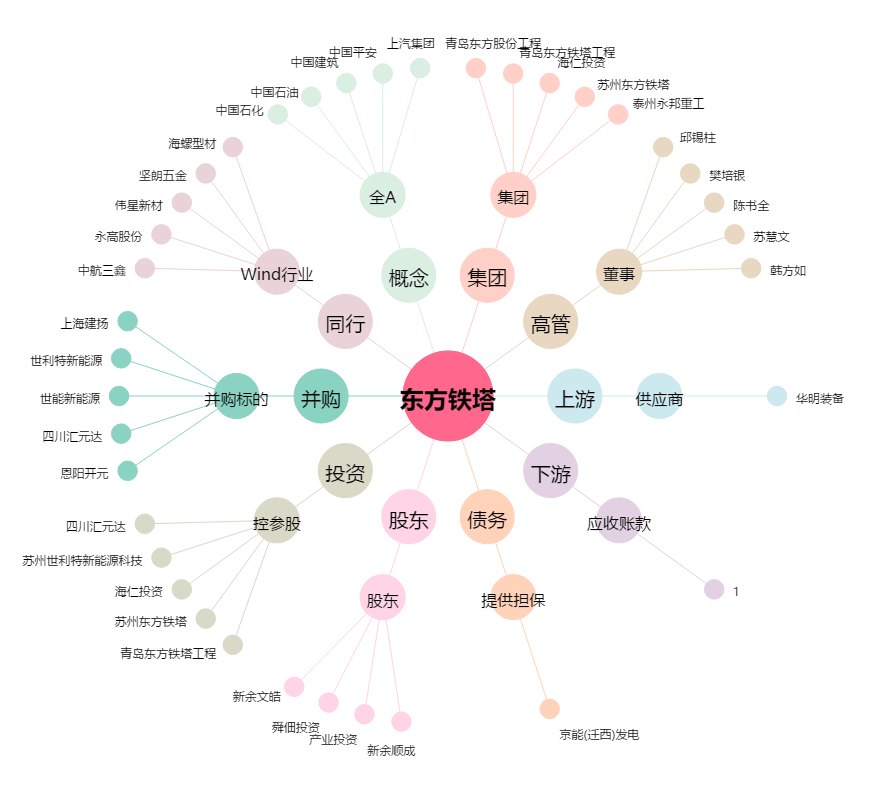 上汽集团
青岛东方股份工程
中国平安
青岛东方铁塔工程
中国建筑
海仁投资
中国石油
苏州东方铁塔
中国石化
泰州永邦重工
海螺型材
邱锡柱
坚朗五金
樊培银
全A
集团
伟星新材
陈书全
永高股份
苏慧文
中航三鑫
Wind行业
概念
集团
董事
韩方如
上海建扬
同行
高管
世利特新能源
世能新能源
并购标的
并购
东方铁塔
上游
供应商
华明装备
四川汇元达
恩阳开元
投资
下游
四川汇元达
控参股
股东
债务
应收账款
苏州世利特新能源科技
海仁投资
1
股东
提供担保
苏州东方铁塔
青岛东方铁塔工程
新余文皓
舜佃投资
产业投资
新余顺成
京能(迁西)发电